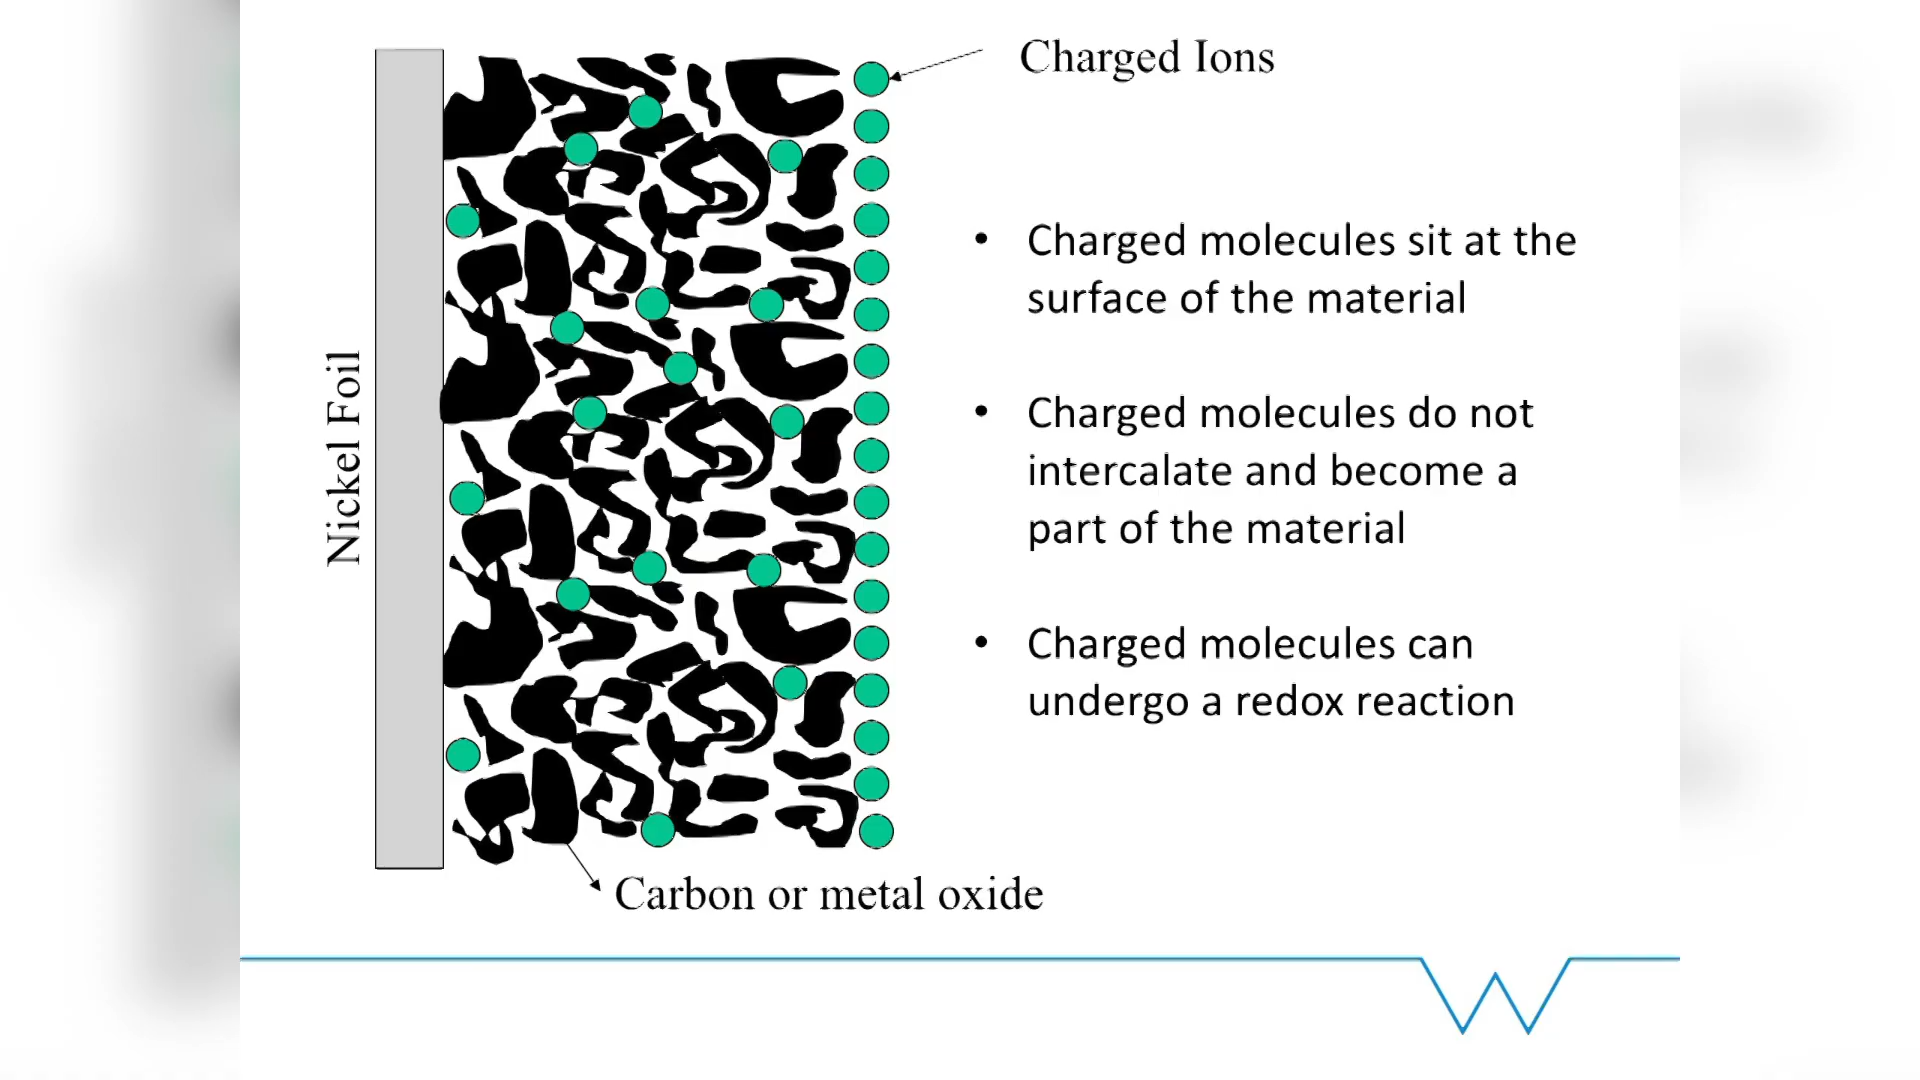 Charged Ions
Nickel Foil
• Charged molecules sit at the
surface of the material
• Charged molecules do not
intercalate and become a
part of the material
• Charged molecules can
undergo a redox reaction
Carbon or metal oxide